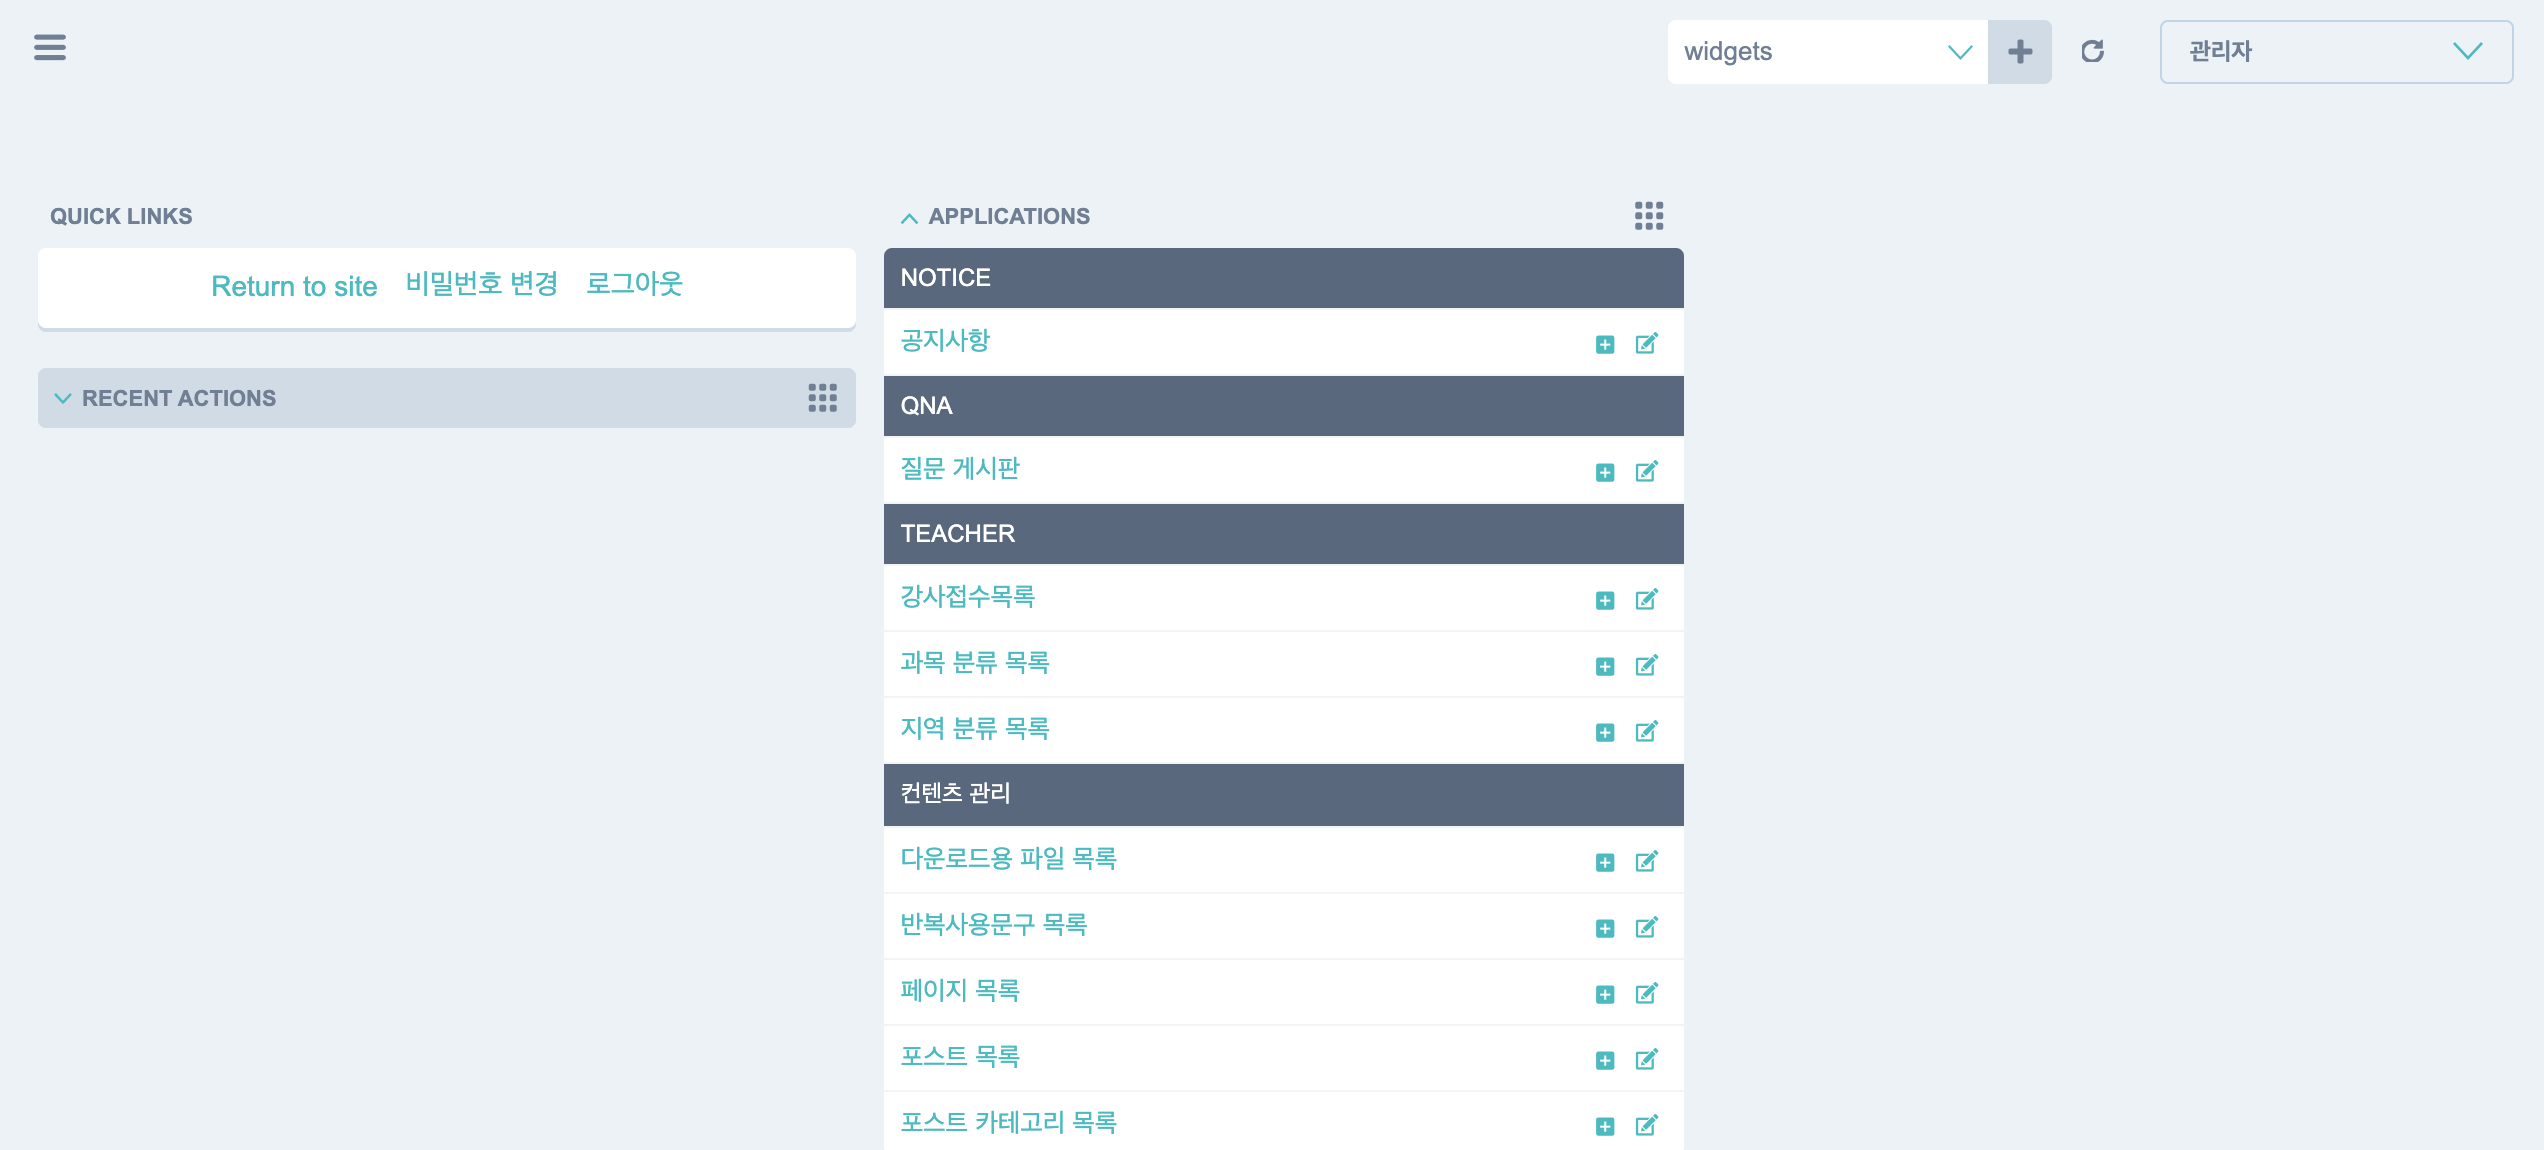 widgets
관리자
QUICK LINKS
Return to site 비밀번호 변경 로그아웃
RECENT ACTIONS
APPLICATIONS
NOTICE
공지사항
QNA
질문 게시판
TEACHER
강사접수목록
과목 분류 목록
지역 분류 목록
컨텐츠 관리
다운로드용 파일 목록
반복사용문구 목록
페이지 목록
포스트 목록
포스트 카테고리 목록